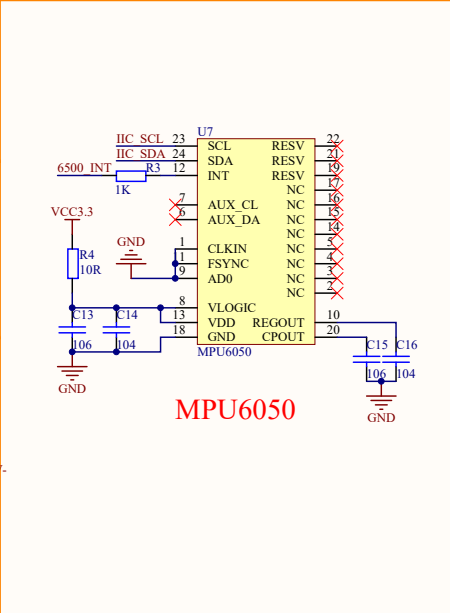 U7
IIC_SCL 23 SCL RESV 22
IIC_SDA 24 SDA RESV 21
6500_INT R3 12 INT RESV 19
1K NC 17
7 AUX_CL NC 16
6 AUX_DA NC 15
VCC3.3
NC 14
GND 1 CLKIN NC 5
R4 1 FSYNC NC 4
10R 9 AD0 NC 3
NC 2
8 VLOGIC
C13 C14 13 VDD REGOUT 10
18 GND CPOUT 20
106 104 MPU6050 C15 C16
106 104
GND
MPU6050
GND